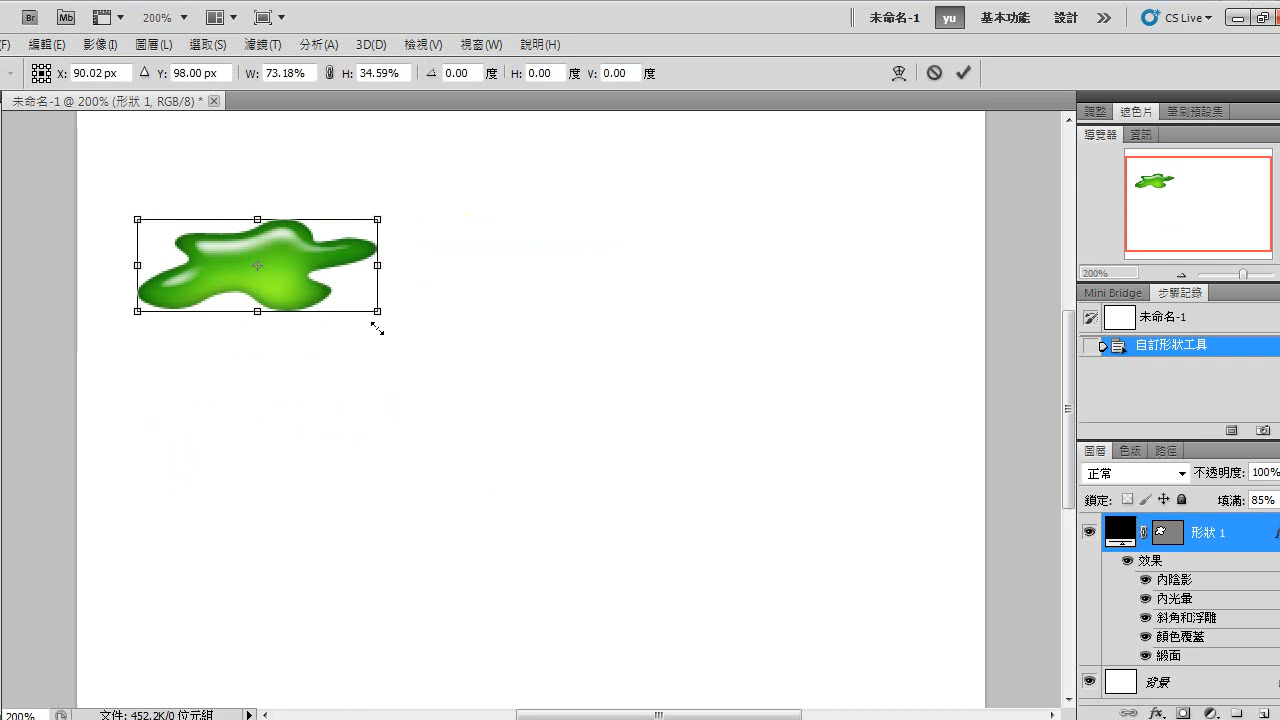 Br Mb 200% 未命名-1 yu 基本功能 設計 CS Live
(F) 編輯(E) 影像(I) 圖層(L) 選取(S) 濾鏡(T) 分析(A) 3D(D) 檢視(V) 視窗(W) 說明(H)
X: 90.02 px Y: 98.00 px W: 73.18% H: 34.59% 0.00 度 H: 0.00 度 V: 0.00 度
未命名-1 @ 200% (形狀 1, RGB/8) *
調整 遮色片 筆刷預設集
導覽器 資訊
200%
Mini Bridge 步驟記錄
未命名-1
自訂形狀工具
圖層 色版 路徑
正常 不透明度: 100%
鎖定: 填滿: 85%
形狀 1
效果
內陰影
內光暈
斜角和浮雕
顏色覆蓋
緞面
背景
200% 文件: 452.2K/0 位元組